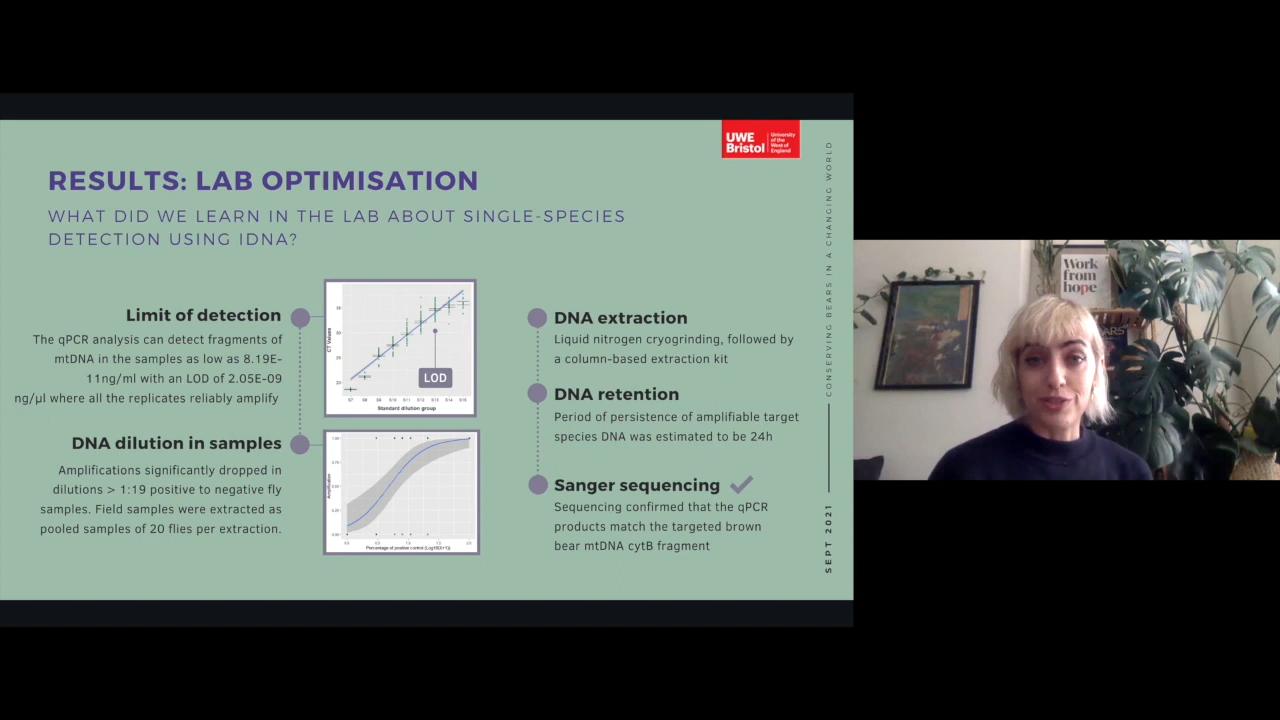 UWE
Bristol
University
of the
West of
England
RESULTS: LAB OPTIMISATION
WHAT DID WE LEARN IN THE LAB ABOUT SINGLE-SPECIES
DETECTION USING IDNA?
Limit of detection
The qPCR analysis can detect fragments of
mtDNA in the samples as low as 8.19E-
11ng/ml with an LOD of 2.05E-09
ng/µl where all the replicates reliably amplify
DNA dilution in samples
Amplifications significantly dropped in
dilutions > 1:19 positive to negative fly
samples. Field samples were extracted as
pooled samples of 20 flies per extraction.
CT Values
LOD
Standard dilution group
Amplification
Percentage of positive control (Log10(X+1))
DNA extraction
Liquid nitrogen cryogrinding, followed by
a column-based extraction kit
DNA retention
Period of persistence of amplifiable target
species DNA was estimated to be 24h
Sanger sequencing
Sequencing confirmed that the qPCR
products match the targeted brown
bear mtDNA cytB fragment
CONSERVING BEARS IN A CHANGING WORLD
SEPT 2021
Work
from
hope